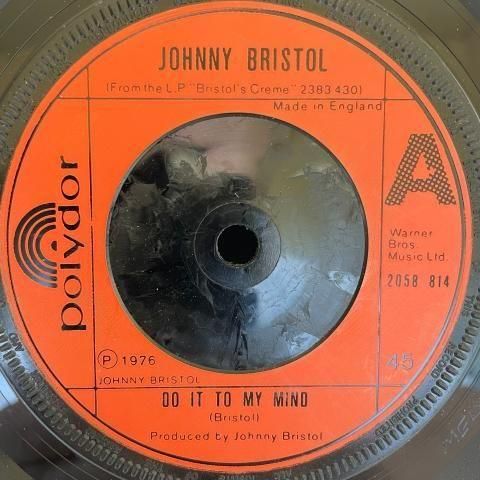 JOHNNY BRISTOL
(From the L.P. "Bristol's Creme" 2383 430)
Made in England
A
polydor
Warner
Bros.
Music Ltd.
2058 814
Ⓟ 1976
45
JOHNNY BRISTOL
DO IT TO MY MIND
(Bristol)
Produced by Johnny Bristol